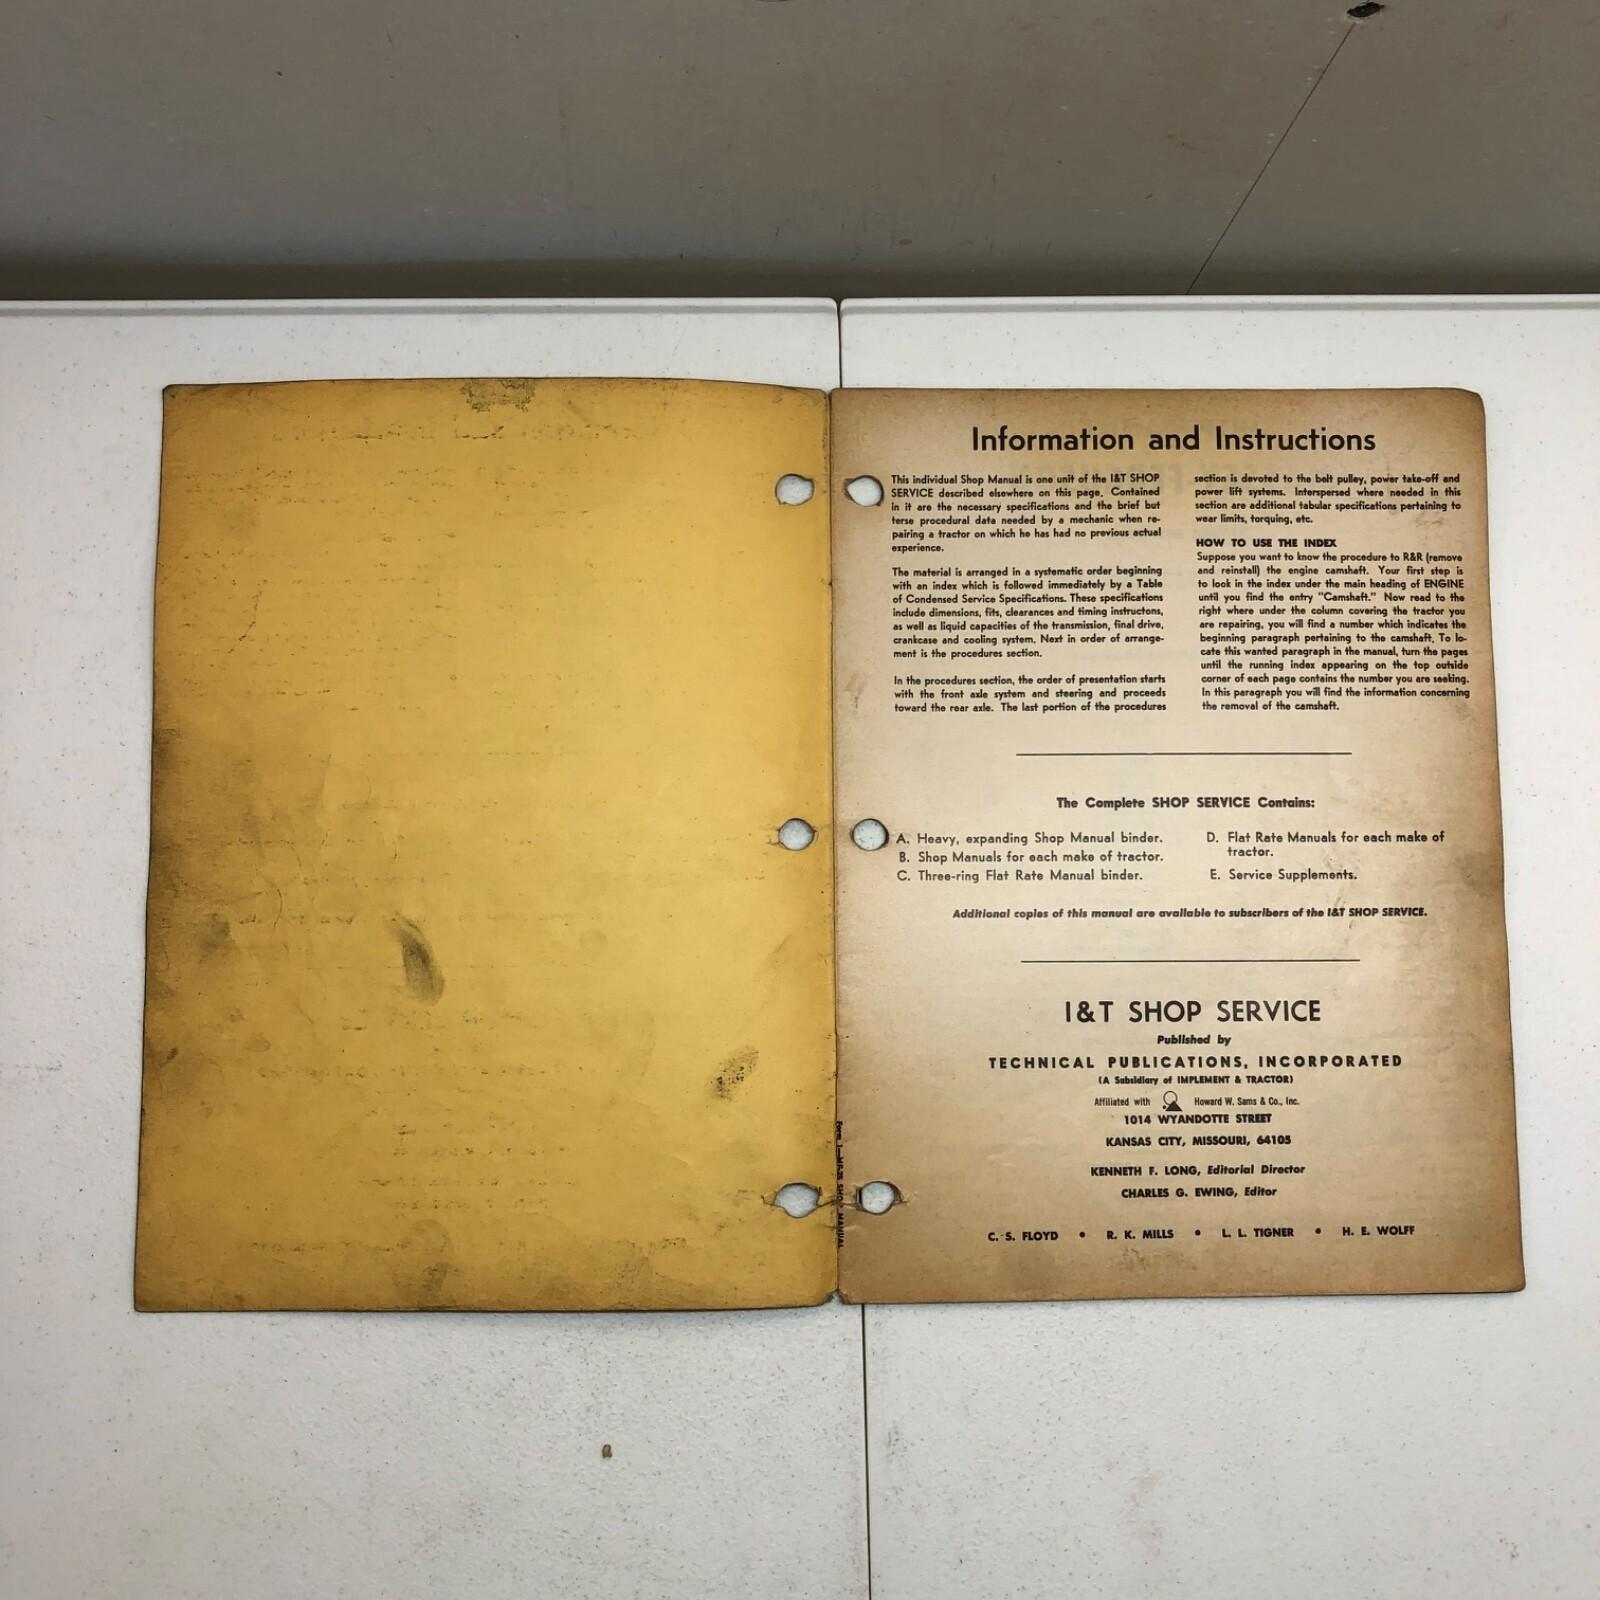 Information and Instructions
This individual Shop Manual is one unit of the I&T SHOP
SERVICE described elsewhere on this page. Contained
in it are the necessary specifications and the brief but
terse procedural data needed by a mechanic when re-
pairing a tractor on which he has had no previous actual
experience.
The material is arranged in a systematic order beginning
with an index which is followed immediately by a Table
of Condensed Service Specifications. These specifications
include dimensions, fits, clearances and timing instructons,
as well as liquid capacities of the transmission, final drive,
crankcase and cooling system. Next in order of arrange-
ment is the procedures section.
In the procedures section, the order of presentation starts
with the front axle system and steering and proceeds
toward the rear axle. The last portion of the procedures
section is devoted to the belt pulley, power take-off and
power lift systems. Interspersed where needed in this
section are additional tabular specifications pertaining to
wear limits, torquing, etc.
HOW TO USE THE INDEX
Suppose you want to know the procedure to R&R (remove
and reinstall) the engine camshaft. Your first step is
to look in the index under the main heading of ENGINE
until you find the entry "Camshaft." Now read to the
right where under the column covering the tractor you
are repairing, you will find a number which indicates the
beginning paragraph pertaining to the camshaft. To lo-
cate this wanted paragraph in the manual, turn the pages
until the running index appearing on the top outside
corner of each page contains the number you are seeking.
In this paragraph you will find the information concerning
the removal of the camshaft.
The Complete SHOP SERVICE Contains:
A. Heavy, expanding Shop Manual binder.
B. Shop Manuals for each make of tractor.
C. Three-ring Flat Rate Manual binder.
D. Flat Rate Manuals for each make of
tractor.
E. Service Supplements.
Additional copies of this manual are available to subscribers of the I&T SHOP SERVICE.
I&T SHOP SERVICE
Published by
TECHNICAL PUBLICATIONS, INCORPORATED
(A Subsidiary of IMPLEMENT & TRACTOR)
Affiliated with Howard W. Sams & Co., Inc.
1014 WYANDOTTE STREET
KANSAS CITY, MISSOURI, 64105
KENNETH F. LONG, Editorial Director
CHARLES G. EWING, Editor
C. S. FLOYD • R. K. MILLS • L. L. TIGNER • H. E. WOLFF
SHOP MANUAL